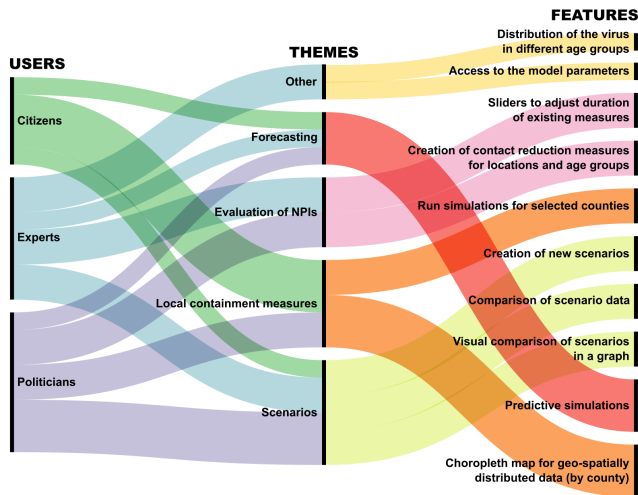 USERS
Citizens
Experts
Politicians
THEMES
Other
Forecasting
Evaluation of NPIs
Local containment measures
Scenarios
FEATURES
Distribution of the virus
in different age groups
Access to the model parameters
Sliders to adjust duration
of existing measures
Creation of contact reduction measures
for locations and age groups
Run simulations for selected counties
Creation of new scenarios
Comparison of scenario data
Visual comparison of scenarios
in a graph
Predictive simulations
Choropleth map for geo-spatially
distributed data (by county)